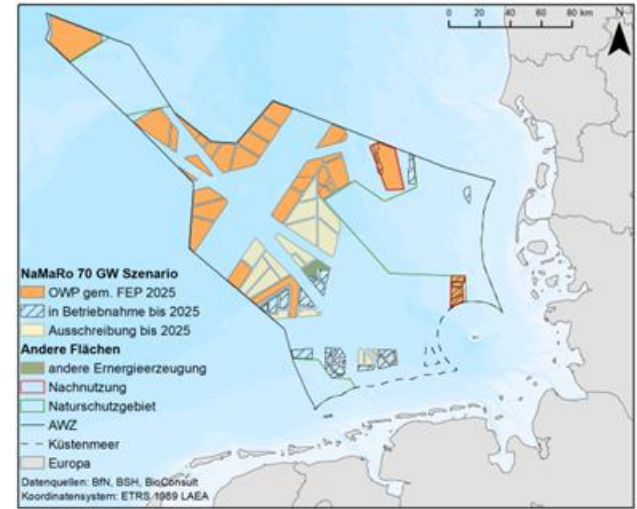 0 20 40 60 80 km
N
NaMaRo 70 GW Szenario
OWP gem. FEP 2025
in Betriebnahme bis 2025
Ausschreibung bis 2025
Andere Flächen
andere Ernergieerzeugung
Nachnutzung
Naturschutzgebiet
AWZ
Küstenmeer
Europa
Datenquellen: BfN, BSH, BioConsult
Koordinatensystem: ETRS 1989 LAEA